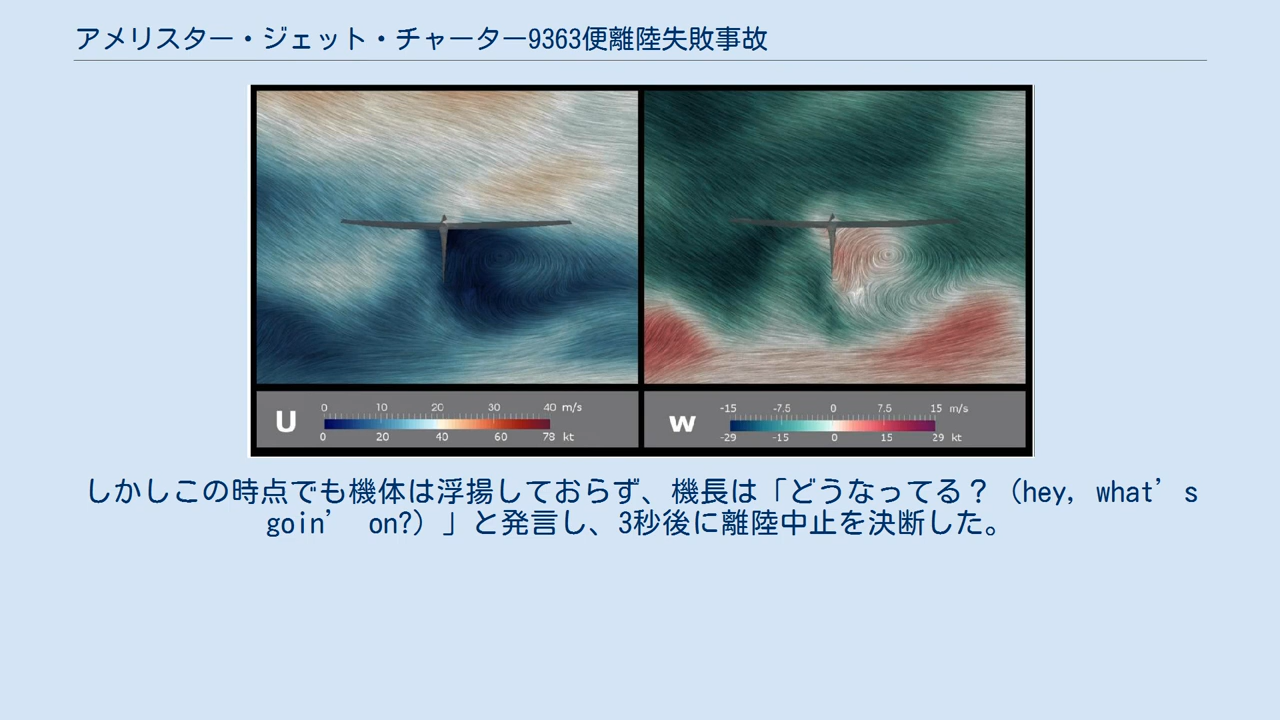 アメリスター・ジェット・チャーター9363便離陸失敗事故
U
0 10 20 30 40 m/s
0 20 40 60 78 kt
w
-15 -7.5 0 7.5 15 m/s
-29 -15 0 15 29 kt
しかしこの時点でも機体は浮揚しておらず、機長は「どうなってる？（hey, what’s
goin’ on?）」と発言し、3秒後に離陸中止を決断した。